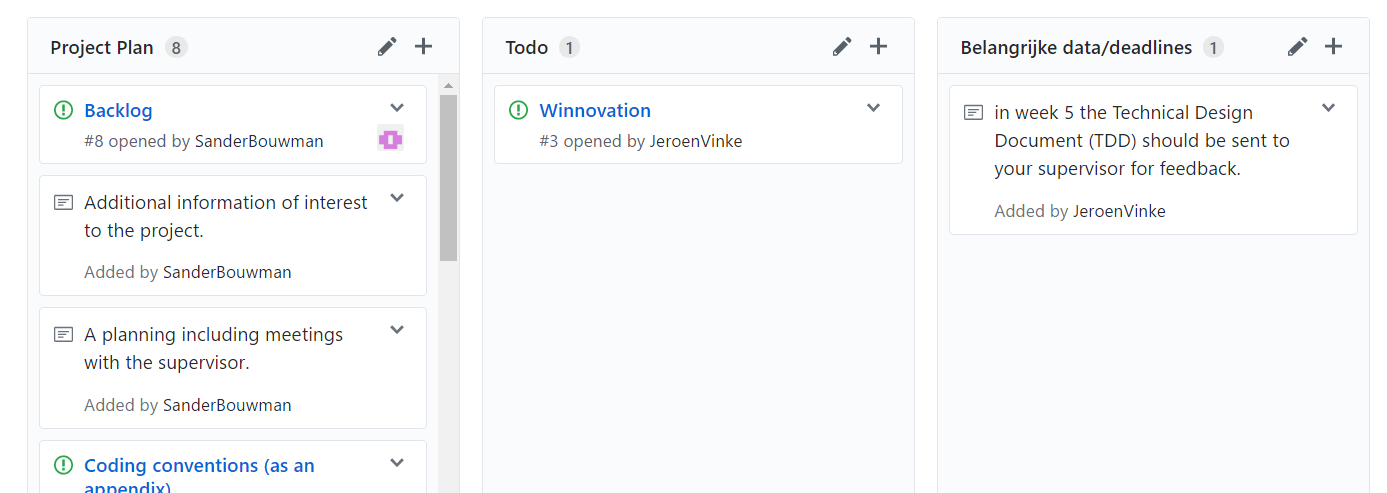 Project Plan 8
Backlog
#8 opened by SanderBouwman
Additional information of interest
to the project.
Added by SanderBouwman
A planning including meetings
with the supervisor.
Added by SanderBouwman
Coding conventions (as an
appendix)
Todo 1
Winnovation
#3 opened by JeroenVinke
Belangrijke data/deadlines 1
in week 5 the Technical Design
Document (TDD) should be sent to
your supervisor for feedback.
Added by JeroenVinke